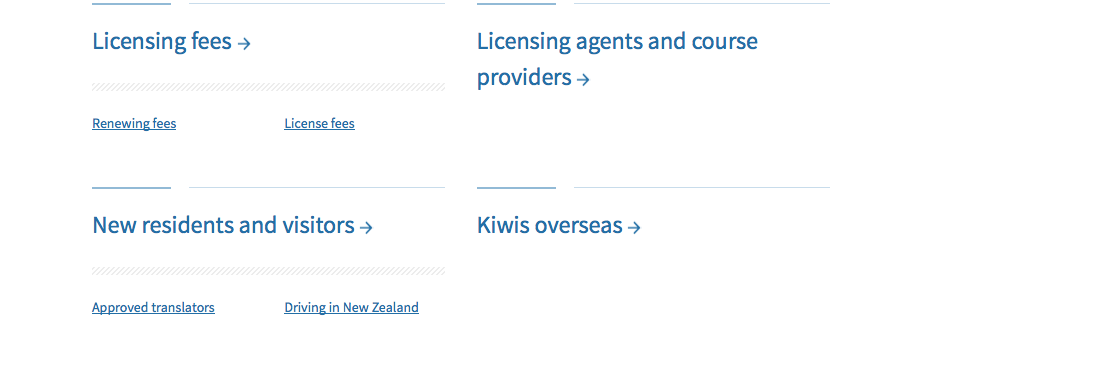 Licensing fees →
Licensing agents and course
providers →
Renewing fees
License fees
New residents and visitors →
Kiwis overseas →
Approved translators
Driving in New Zealand